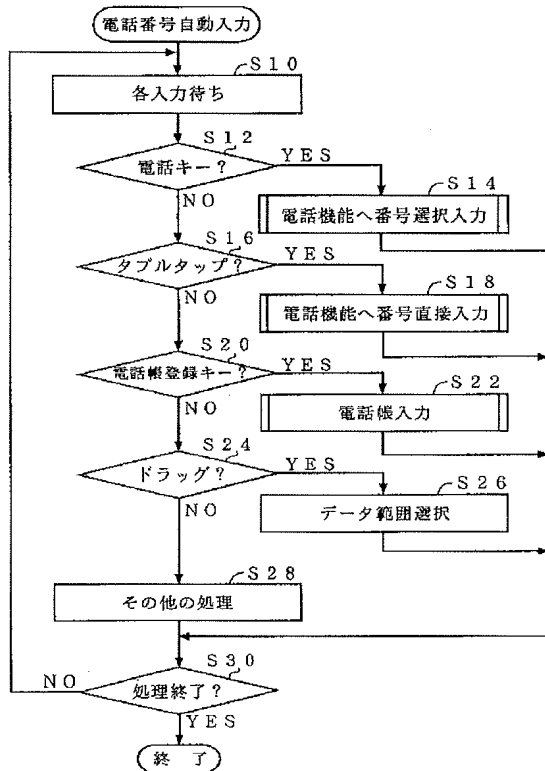 電話番号自動入力
S10
各入力待ち
S12
電話キー?
YES
NO
S14
電話機能へ番号選択入力
S16
タブルタップ?
YES
NO
S18
電話機能へ番号直接入力
S20
電話帳登録キー?
YES
NO
S22
電話帳入力
S24
ドラッグ?
YES
NO
S26
データ範囲選択
S28
その他の処理
S30
処理終了?
NO
YES
終 了